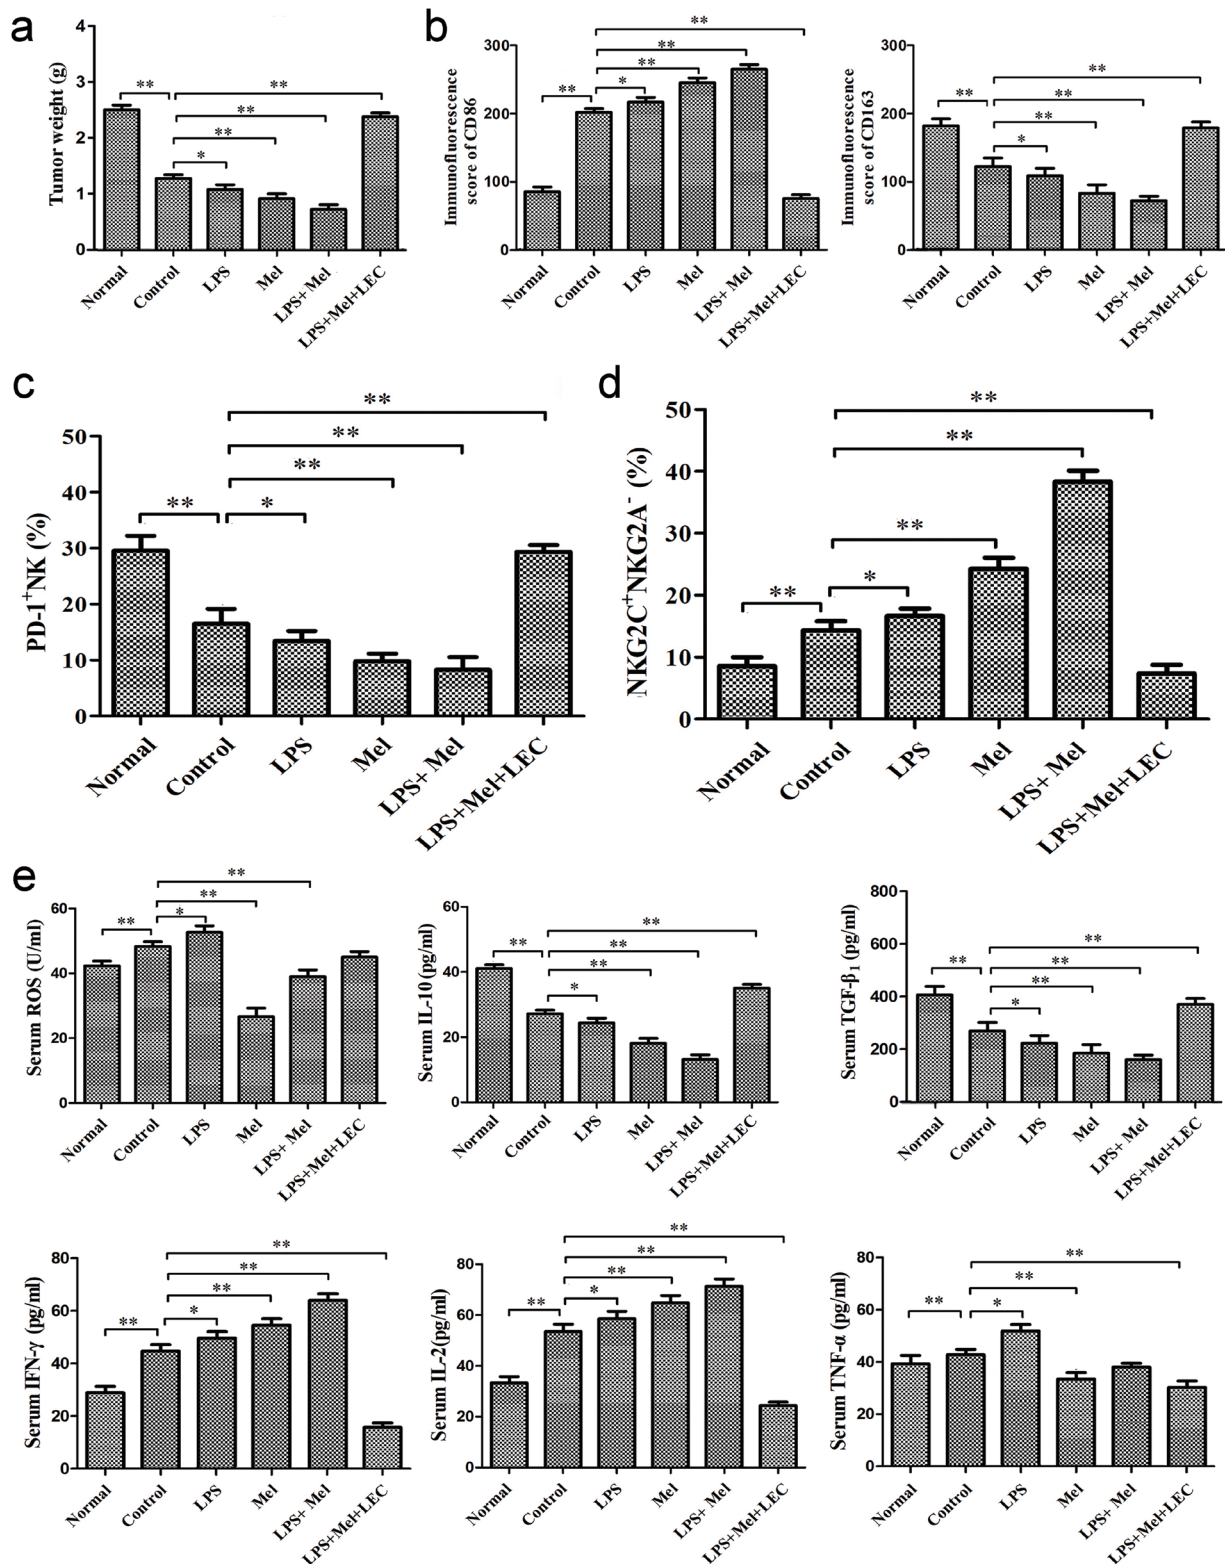 a
Tumor weight (g)
4
3
2
1
0
**
**
**
**
*
Normal
Control
LPS
Mel
LPS+ Mel
LPS+Mel+LEC
b
Immunofluorescence
score of CD86
300
200
100
0
**
**
**
*
**
Normal
Control
LPS
Mel
LPS+ Mel
LPS+Mel+LEC
Immunofluorescence
score of CD163
300
200
100
0
**
**
**
**
*
Normal
Control
LPS
Mel
LPS+ Mel
LPS+Mel+LEC
c
PD-1+NK (%)
50
40
30
20
10
0
**
**
**
**
*
Normal
Control
LPS
Mel
LPS+ Mel
LPS+Mel+LEC
d
NKG2C+NKG2A- (%)
50
40
30
20
10
0
**
**
**
*
**
Normal
Control
LPS
Mel
LPS+ Mel
LPS+Mel+LEC
e
Serum ROS (U/ml)
60
40
20
0
**
**
*
**
Normal
Control
LPS
Mel
LPS+ Mel
LPS+Mel+LEC
Serum IL-10(pg/ml)
60
40
20
0
**
**
**
**
*
Normal
Control
LPS
Mel
LPS+ Mel
LPS+Mel+LEC
Serum TGF-β1 (pg/ml)
800
600
400
200
0
**
**
**
**
*
Normal
Control
LPS
Mel
LPS+ Mel
LPS+Mel+LEC
Serum IFN-γ (pg/ml)
80
60
40
20
0
**
**
**
*
**
Normal
Control
LPS
Mel
LPS+ Mel
LPS+Mel+LEC
Serum IL-2(pg/ml)
80
60
40
20
0
**
**
**
*
**
Normal
Control
LPS
Mel
LPS+ Mel
LPS+Mel+LEC
Serum TNF-α (pg/ml)
80
60
40
20
0
**
**
*
**
Normal
Control
LPS
Mel
LPS+ Mel
LPS+Mel+LEC